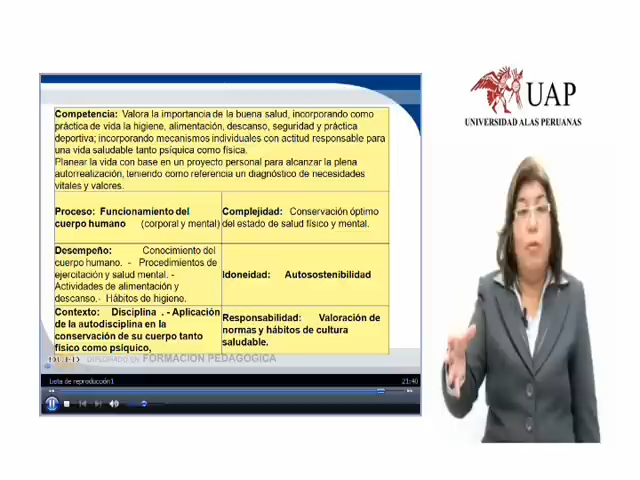 Competencia: Valora la importancia de la buena salud, incorporando como
práctica de vida la higiene, alimentación, descanso, seguridad y práctica
deportiva; incorporando mecanismos individuales con actitud responsable para
una vida saludable tanto psíquica como física.
Planear la vida con base en un proyecto personal para alcanzar la plena
autorrealización, teniendo como referencia un diagnóstico de necesidades
vitales y valores.
Proceso: Funcionamiento del
cuerpo humano (corporal y mental)
Complejidad: Conservación óptimo
del estado de salud físico y mental.
Desempeño: Conocimiento del
cuerpo humano. - Procedimientos de
ejercitación y salud mental. -
Actividades de alimentación y
descanso.- Hábitos de higiene.
Idoneidad: Autosostenibilidad
Contexto: Disciplina . - Aplicación
de la autodisciplina en la
conservación de su cuerpo tanto
físico como psíquico,
Responsabilidad: Valoración de
normas y hábitos de cultura
saludable.
DUED DIPLOMADO EN FORMACIÓN PEDAGÓGICA
Lista de reproducción1
21:40
UAP
UNIVERSIDAD ALAS PERUANAS